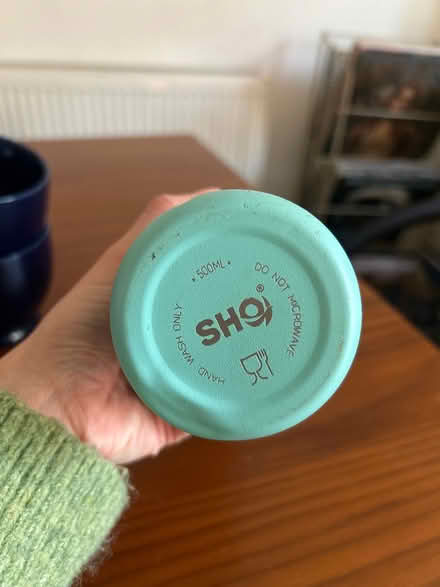 • 500ML •
DO NOT MICROWAVE
SHO®
HAND WASH ONLY